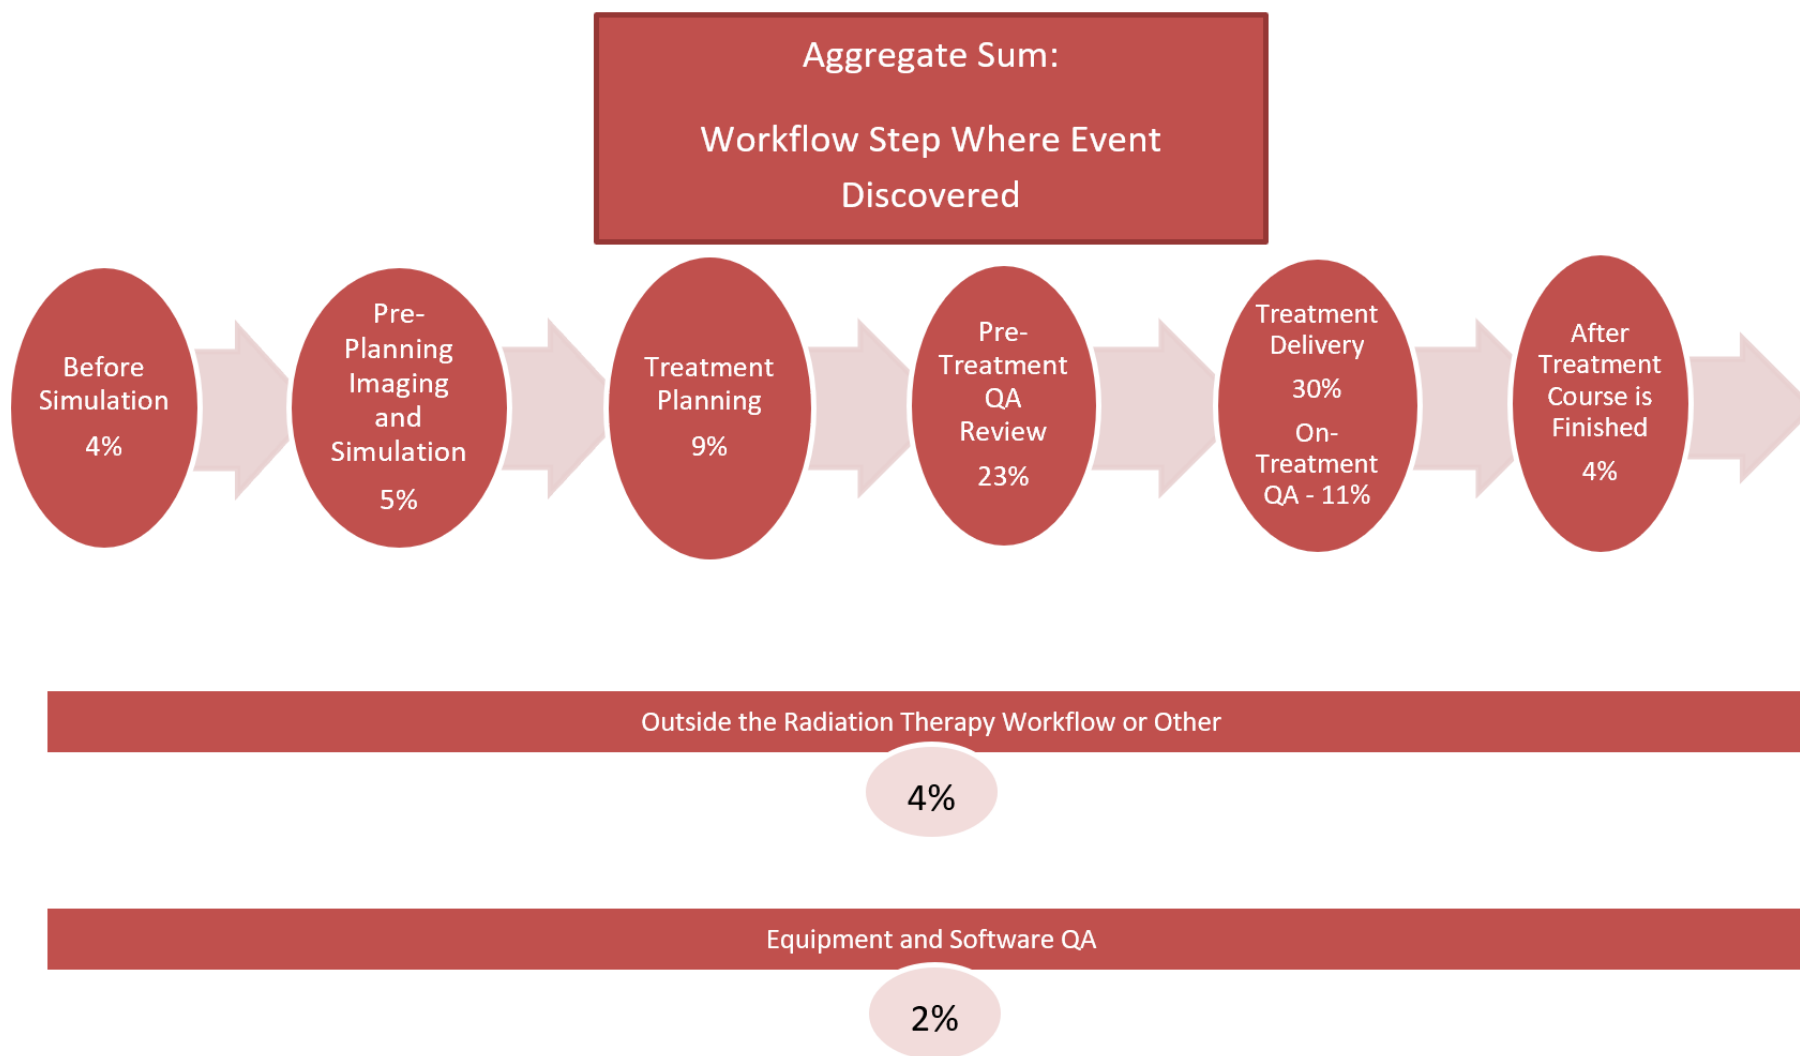 Aggregate Sum:
Workflow Step Where Event
Discovered
Before
Simulation
4%
Pre-
Planning
Imaging
and
Simulation
5%
Treatment
Planning
9%
Pre-
Treatment
QA
Review
23%
Treatment
Delivery
30%
On-
Treatment
QA - 11%
After
Treatment
Course is
Finished
4%
Outside the Radiation Therapy Workflow or Other
4%
Equipment and Software QA
2%